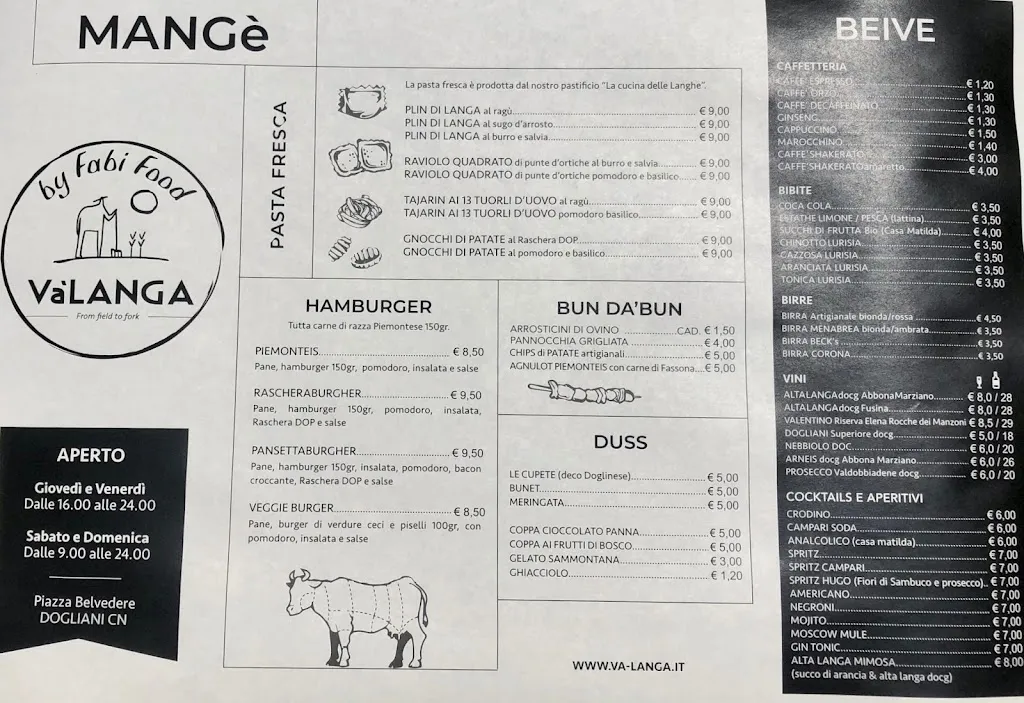 MANGè
by Fabi Food
Và LANGA
From field to fork
APERTO
Giovedì e Venerdì
Dalle 16.00 alle 24.00
Sabato e Domenica
Dalle 9.00 alle 24.00
Piazza Belvedere
DOGLIANI CN
PASTA FRESCA
La pasta fresca è prodotta dal nostro pastificio “La cucina delle Langhe”.
PLIN DI LANGA al ragù € 9,00
PLIN DI LANGA al sugo d'arrosto € 9,00
PLIN DI LANGA al burro e salvia € 9,00
RAVIOLO QUADRATO di punte d'ortiche al burro e salvia € 9,00
RAVIOLO QUADRATO di punte d'ortiche pomodoro e basilico € 9,00
TAJARIN AI 13 TUORLI D'UOVO al ragù € 9,00
TAJARIN AI 13 TUORLI D'UOVO pomodoro basilico € 9,00
GNOCCHI DI PATATE al Raschera DOP € 9,00
GNOCCHI DI PATATE al pomodoro e basilico € 9,00
HAMBURGER
Tutta carne di razza Piemontese 150gr.
PIEMONTEIS € 8,50
Pane, hamburger 150gr, pomodoro, insalata e salse
RASCHERABURGHER € 9,50
Pane, hamburger 150gr, pomodoro, insalata,
Raschera DOP e salse
PANSETTABURGHER € 9,50
Pane, hamburger 150gr, insalata, pomodoro, bacon
croccante, Raschera DOP e salse
VEGGIE BURGER € 8,50
Pane, burger di verdure ceci e piselli 100gr, con
pomodoro, insalata e salse
BUN DA'BUN
ARROSTICINI DI OVINO CAD. € 1,50
PANNOCCHIA GRIGLIATA € 4,00
CHIPS di PATATE artigianali € 5,00
AGNULOT PIEMONTEIS con carne di Fassona € 5,00
DUSS
LE CUPETE (deco Doglinese) € 5,00
BUNET € 5,00
MERINGATA € 5,00
COPPA CIOCCOLATO PANNA € 5,00
COPPA AI FRUTTI DI BOSCO € 5,00
GELATO SAMMONTANA € 3,00
GHIACCIOLO € 1,20
WWW.VA-LANGA.IT
BEIVE
CAFFETTERIA
CAFFE' ESPRESSO € 1,20
CAFFE' ORZO € 1,30
CAFFE' DECAFFEINATO € 1,30
GINSENG € 1,30
CAPPUCCINO € 1,50
MAROCCHINO € 1,40
CAFFE' SHAKERATO € 3,00
CAFFE' SHAKERATO amaretto € 4,00
BIBITE
COCA COLA € 3,50
ESTATHE LIMONE / PESCA (lattina) € 3,50
SUCCHI DI FRUTTA Bio (Casa Matilda) € 4,00
CHINOTTO LURISIA € 3,50
GAZZOSA LURISIA € 3,50
ARANCIATA LURISIA € 3,50
TONICA LURISIA € 3,50
BIRRE
BIRRA Artigianale bionda/rossa € 4,50
BIRRA MENABREA bionda/ambrata € 3,50
BIRRA BECK's € 3,50
BIRRA CORONA € 3,50
VINI
ALTALANGA docg Abbona Marziano € 8,0 / 28
ALTALANGA docg Fusina € 8,0 / 28
VALENTINO Riserva Elena Rocche dei Manzoni € 8,5 / 29
DOGLIANI Superiore docg € 5,0 / 18
NEBBIOLO DOC € 6,0 / 20
ARNEIS docg Abbona Marziano € 6,0 / 26
PROSECCO Valdobbiadene docg € 6,0 / 20
COCKTAILS E APERITIVI
CRODINO € 6,00
CAMPARI SODA € 6,00
ANALCOLICO (casa matilda) € 6,00
SPRITZ € 7,00
SPRITZ CAMPARI € 7,00
SPRITZ HUGO (Fiori di Sambuco e prosecco) € 7,00
AMERICANO € 7,00
NEGRONI € 7,00
MOJITO € 7,00
MOSCOW MULE € 7,00
GIN TONIC € 7,00
ALTA LANGA MIMOSA € 8,00
(succo di arancia & alta langa docg)